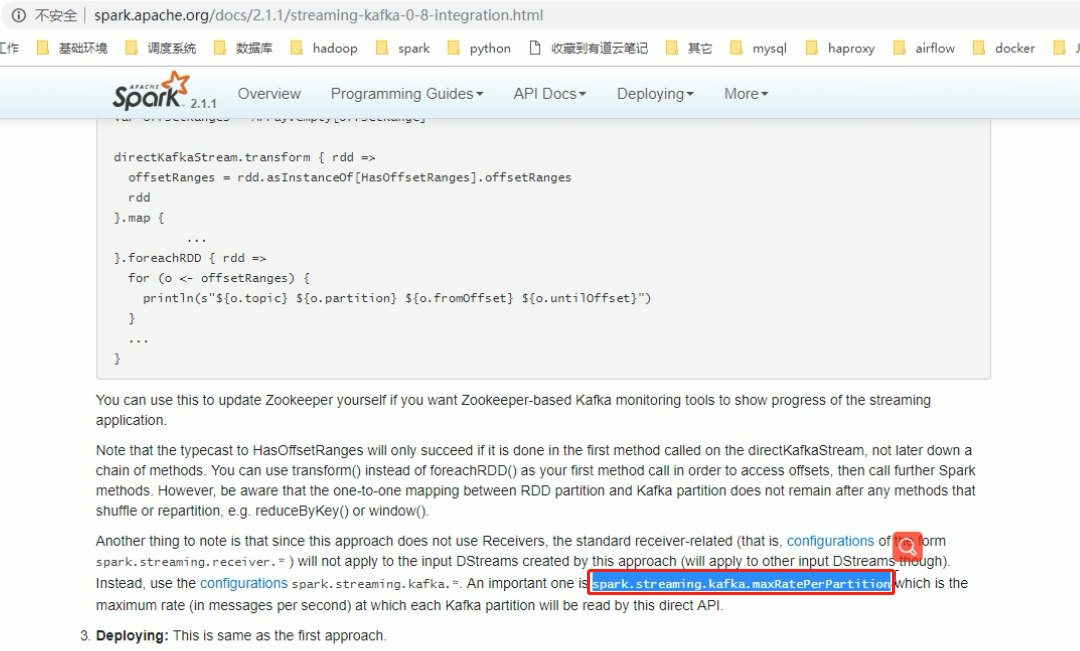 不安全 | spark.apache.org/docs/2.1.1/streaming-kafka-0-8-integration.html
工作 基础环境 调度系统 数据库 hadoop spark python 收藏到有道云笔记 其它 mysql haproxy airflow docker
APACHE Spark 2.1.1 Overview Programming Guides API Docs Deploying More
directKafkaStream.transform { rdd =>
offsetRanges = rdd.asInstanceOf[HasOffsetRanges].offsetRanges
rdd
}.map {
...
}.foreachRDD { rdd =>
for (o <- offsetRanges) {
println(s"${o.topic} ${o.partition} ${o.fromOffset} ${o.untilOffset}")
}
...
}
You can use this to update Zookeeper yourself if you want Zookeeper-based Kafka monitoring tools to show progress of the streaming
application.
Note that the typecast to HasOffsetRanges will only succeed if it is done in the first method called on the directKafkaStream, not later down a
chain of methods. You can use transform() instead of foreachRDD() as your first method call in order to access offsets, then call further Spark
methods. However, be aware that the one-to-one mapping between RDD partition and Kafka partition does not remain after any methods that
shuffle or repartition, e.g. reduceByKey() or window().
Another thing to note is that since this approach does not use Receivers, the standard receiver-related (that is, configurations of the form
spark.streaming.receiver.* ) will not apply to the input DStreams created by this approach (will apply to other input DStreams though).
Instead, use the configurations spark.streaming.kafka.*. An important one is spark.streaming.kafka.maxRatePerPartition which is the
maximum rate (in messages per second) at which each Kafka partition will be read by this direct API.
3. Deploying: This is same as the first approach.